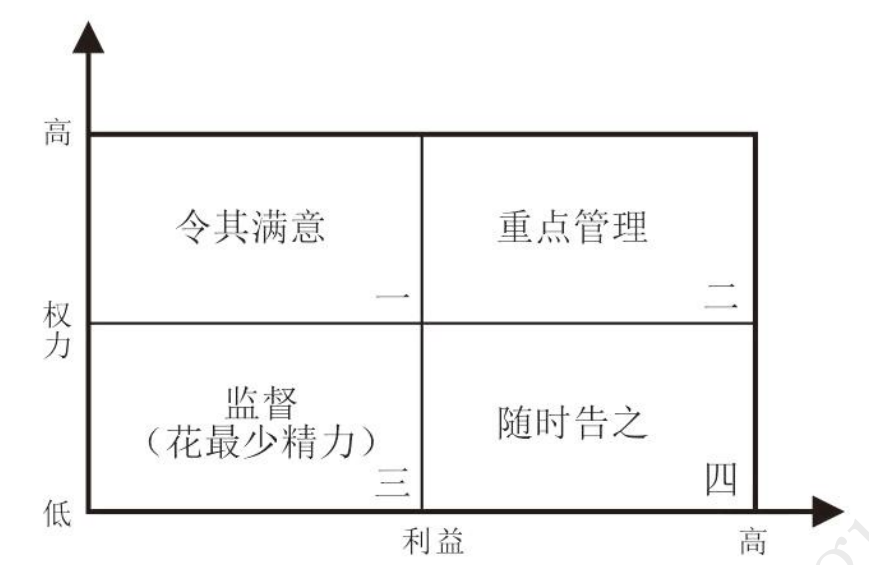 高
令其满意
重点管理
一
二
权力
监督
（花最少精力）
随时告之
三
四
低
利益
高